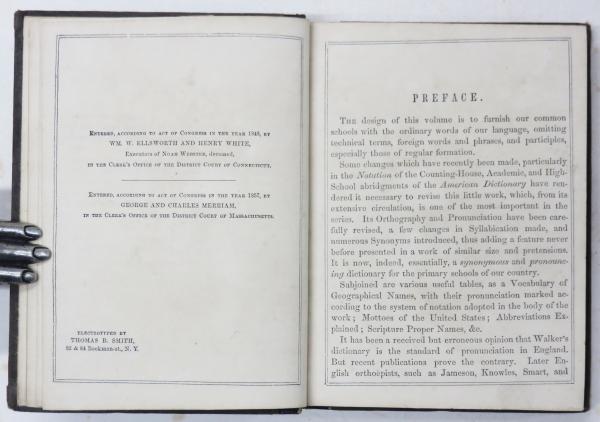 Entered, according to act of Congress in the year 1848, by
WM. W. ELLSWORTH AND HENRY WHITE,
Executors of Noah Webster, deceased,
in the Clerk's Office of the District Court of Connecticut.
Entered, according to act of Congress in the year 1857, by
GEORGE AND CHARLES MERRIAM,
in the Clerk's Office of the District Court of Massachusetts.
ELECTROTYPED BY
THOMAS B. SMITH,
82 & 84 Beekman-st., N. Y.
PREFACE.
The design of this volume is to furnish our common
schools with the ordinary words of our language, omitting
technical terms, foreign words and phrases, and participles,
especially those of regular formation.
Some changes which have recently been made, particularly
in the Notation of the Counting-House, Academic, and High-
School abridgments of the American Dictionary have ren-
dered it necessary to revise this little work, which, from its
extensive circulation, is one of the most important in the
series. Its Orthography and Pronunciation have been care-
fully revised, a few changes in Syllabication made, and
numerous Synonyms introduced, thus adding a feature never
before presented in a work of similar size and pretensions.
It is now, indeed, essentially, a synonymous and pronounc-
ing dictionary for the primary schools of our country.
Subjoined are various useful tables, as a Vocabulary of
Geographical Names, with their pronunciation marked ac-
cording to the system of notation adopted in the body of the
work; Mottoes of the United States; Abbreviations Ex-
plained; Scripture Proper Names, &c.
It has been a received but erroneous opinion that Walker's
dictionary is the standard of pronunciation in England.
But recent publications prove the contrary. Later En-
glish orthoëpists, such as Jameson, Knowles, Smart, and